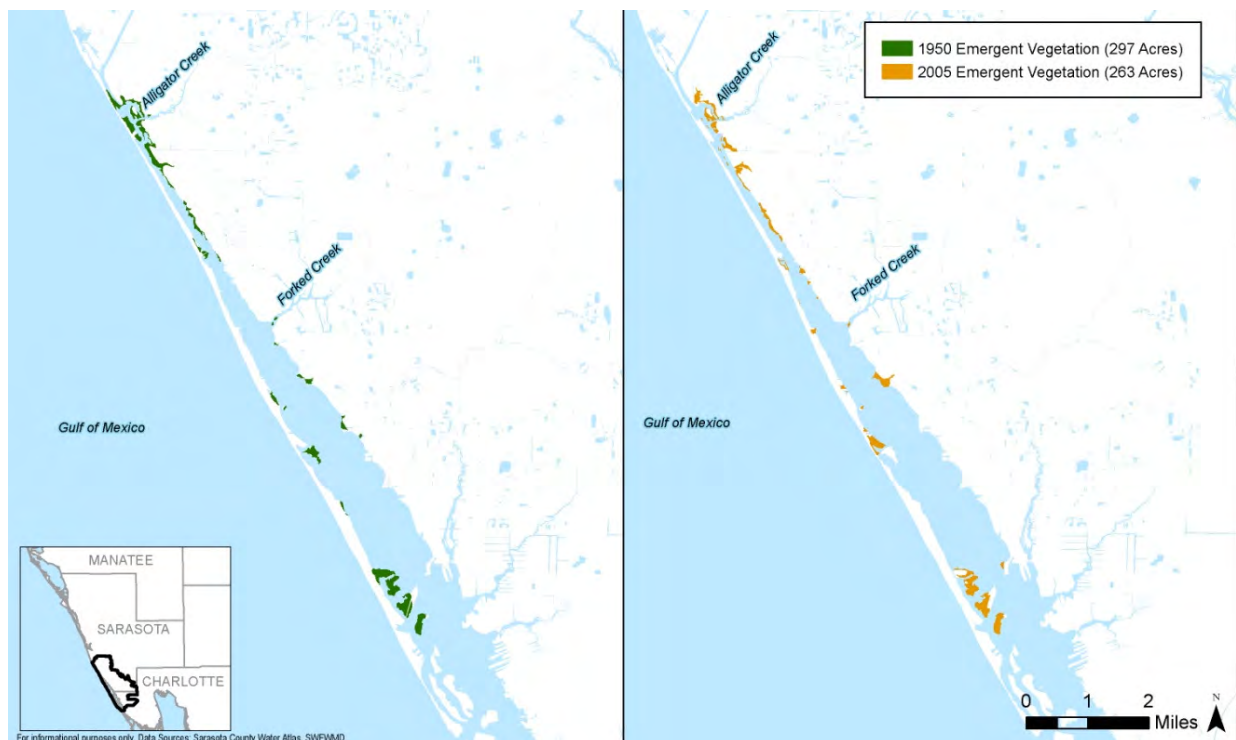 Alligator Creek
Forked Creek
Gulf of Mexico
MANATEE
SARASOTA
CHARLOTTE
For informational purposes only. Data Sources: Sarasota County Water Atlas, SWFWMD
1950 Emergent Vegetation (297 Acres)
2005 Emergent Vegetation (263 Acres)
Alligator Creek
Forked Creek
Gulf of Mexico
0 1 2
Miles
N